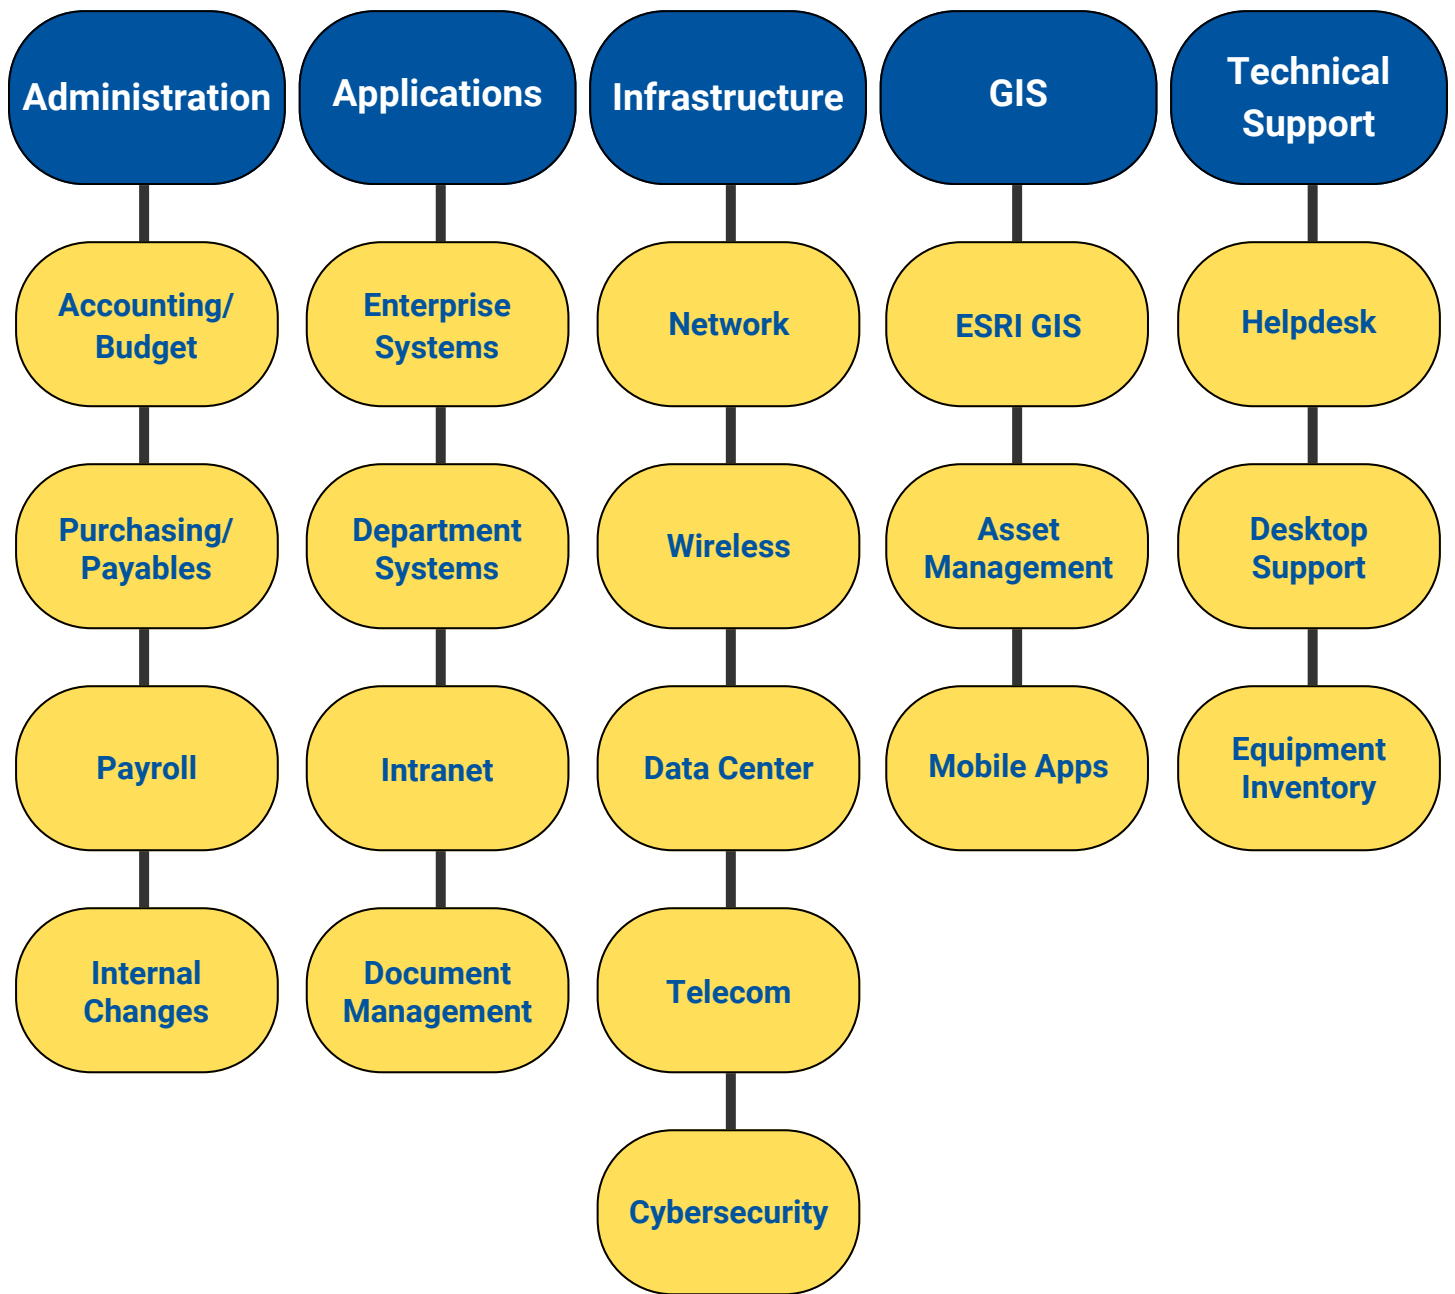 Administration
Applications
Infrastructure
GIS
Technical
Support
Accounting/
Budget
Enterprise
Systems
Network
ESRI GIS
Helpdesk
Purchasing/
Payables
Department
Systems
Wireless
Asset
Management
Desktop
Support
Payroll
Intranet
Data Center
Mobile Apps
Equipment
Inventory
Internal
Changes
Document
Management
Telecom
Cybersecurity